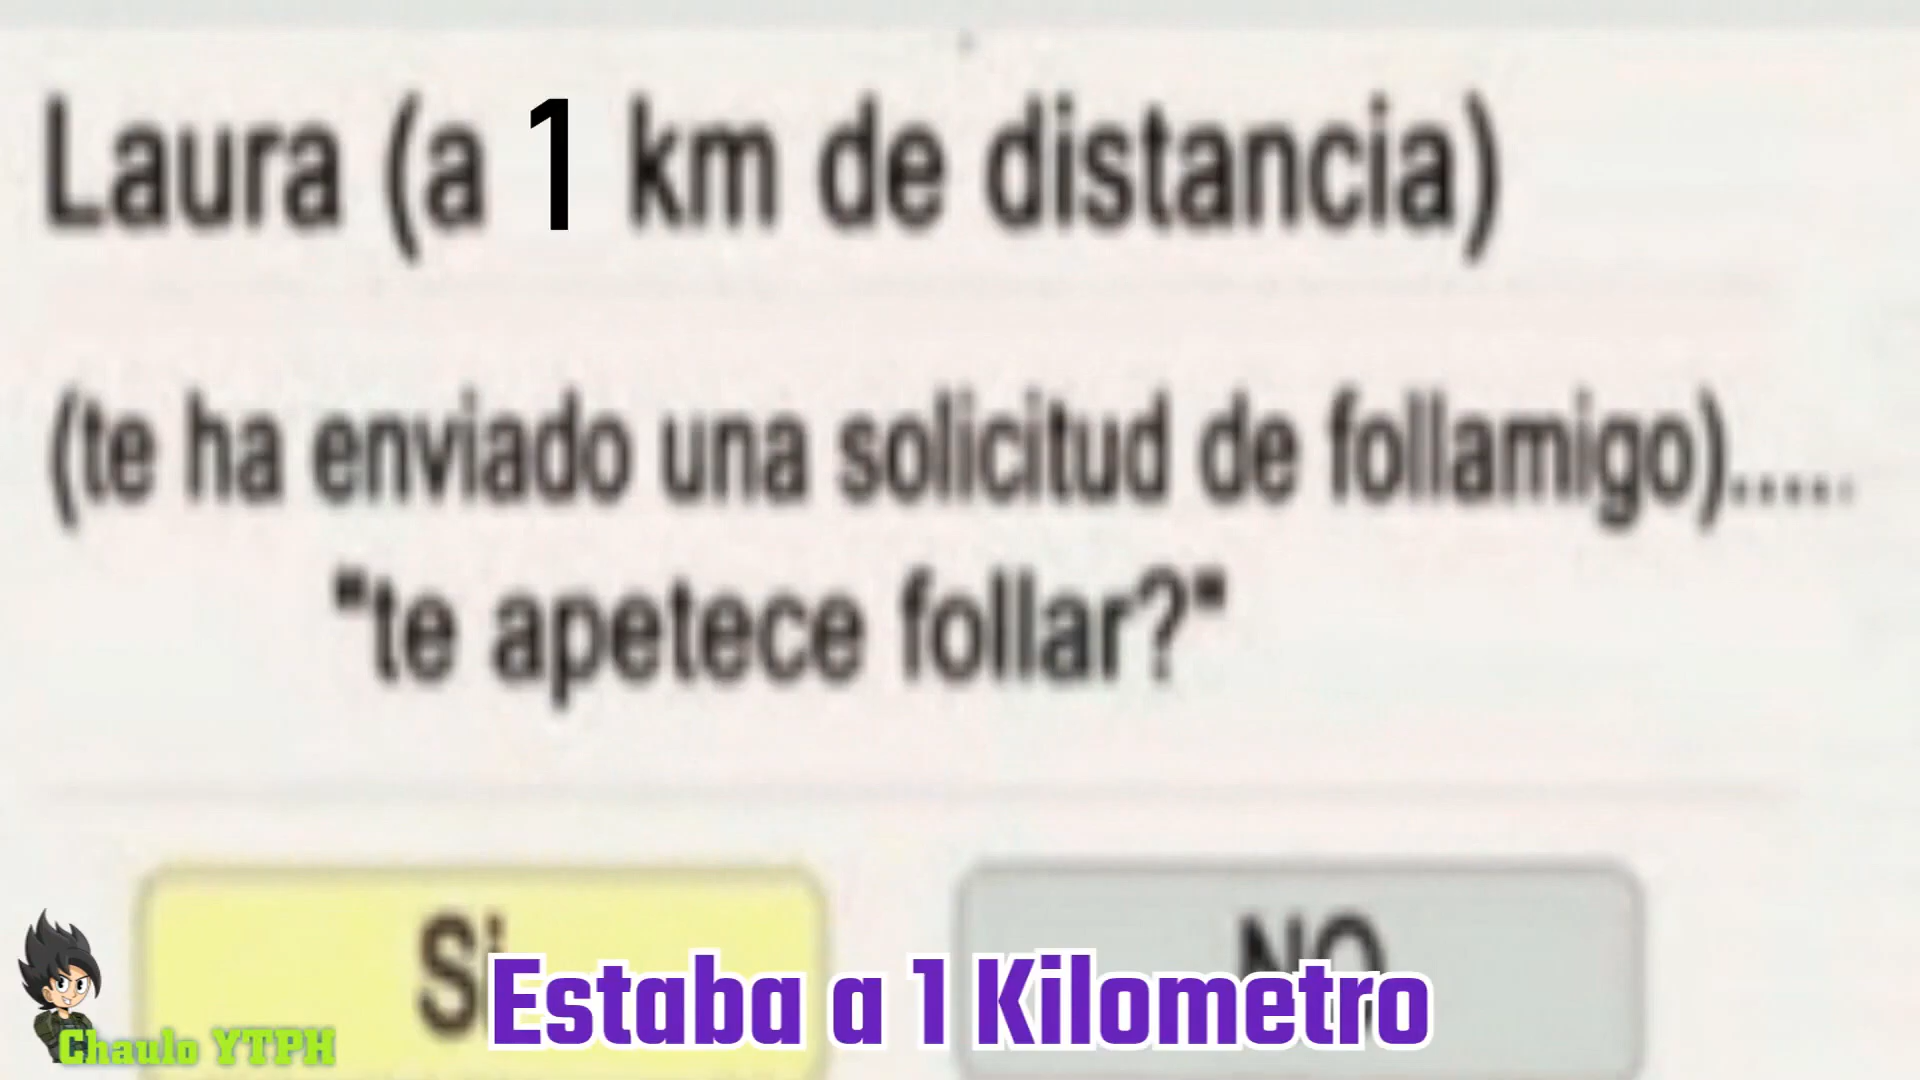 Laura (a 1 km de distancia)
(te ha enviado una solicitud de follamigo).....
"te apetece follar?"
Si
NO
Estaba a 1 Kilometro
Chaulo YTPH